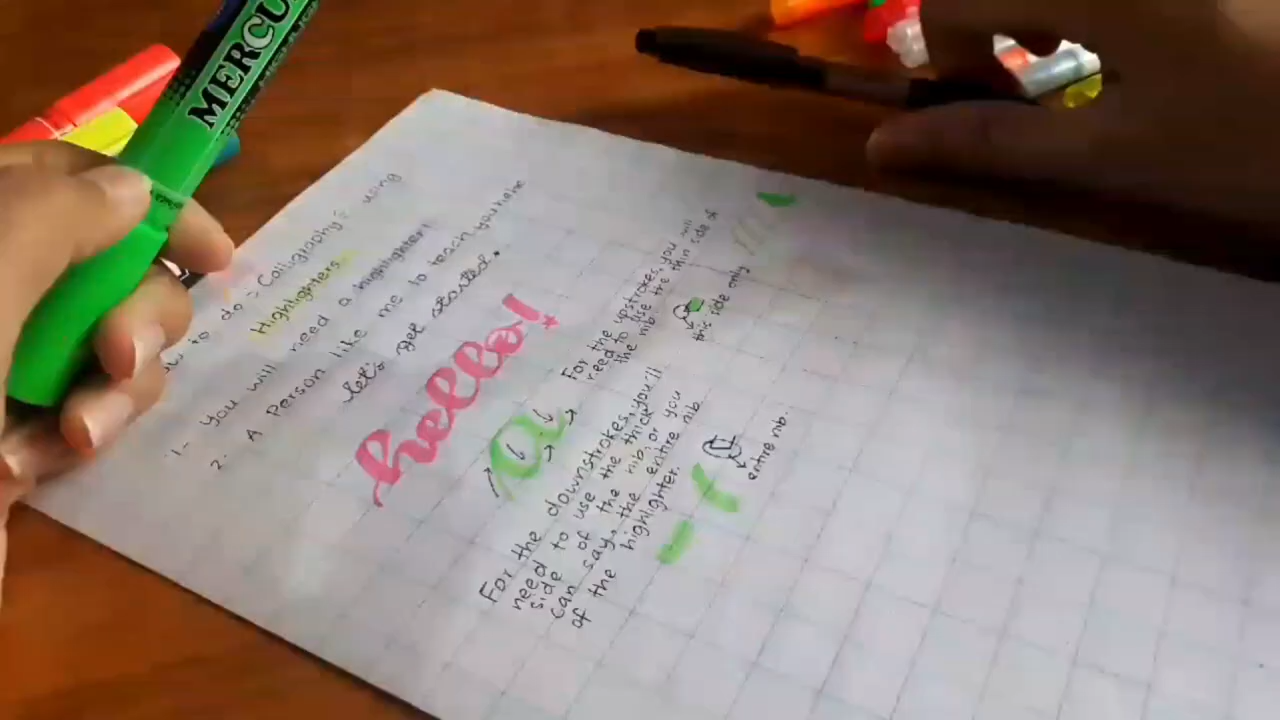 MERCU
to do :- Calligraphy's using
Highlighters.
1- You will need a highlighter!
2- A Person like me to teach you hehe
let's get started.
hello!
a
For the downstrokes, you'll
need to use the thick
side of the nib, or you
can say, the entire nib
of the highlighter.
entire nib.
For the upstrokes, you will
need to use the thin side of
the nib.
this side only